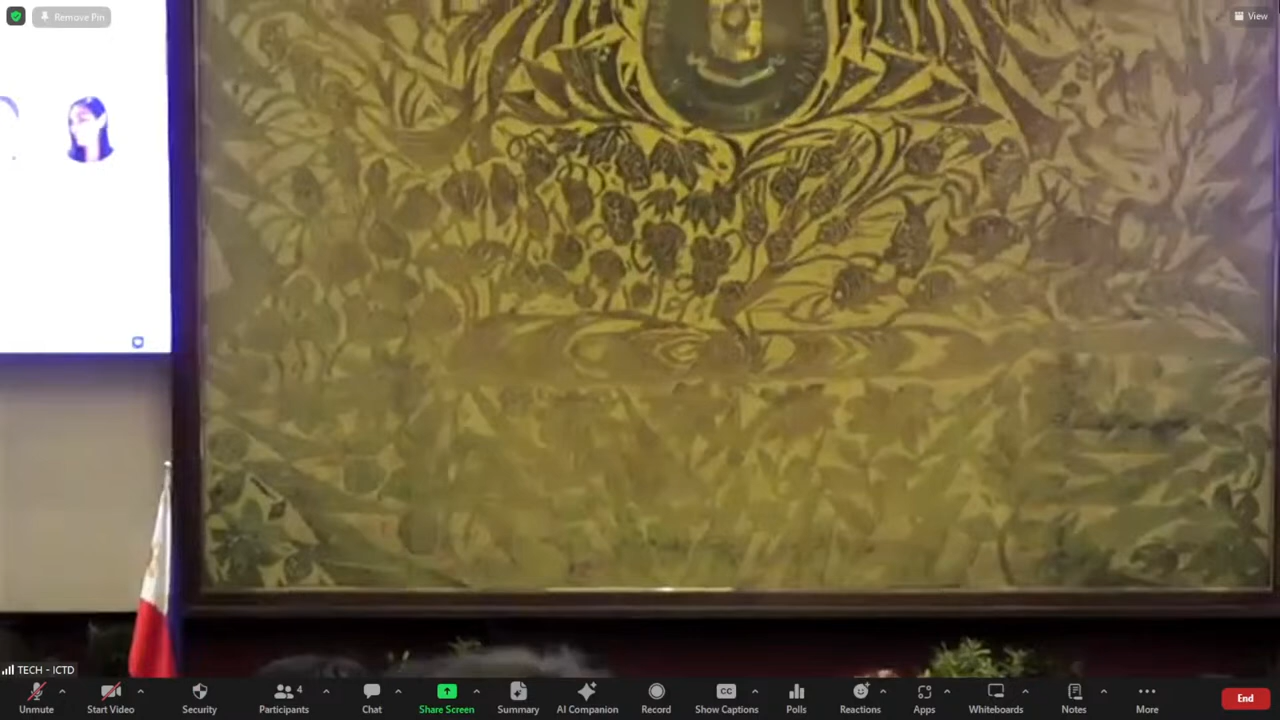 Remove Pin
View
TECH - ICTD
Unmute
Start Video
Security
Participants
4
Chat
Share Screen
Summary
AI Companion
Record
CC
Show Captions
Polls
Reactions
Apps
Whiteboards
Notes
More
End